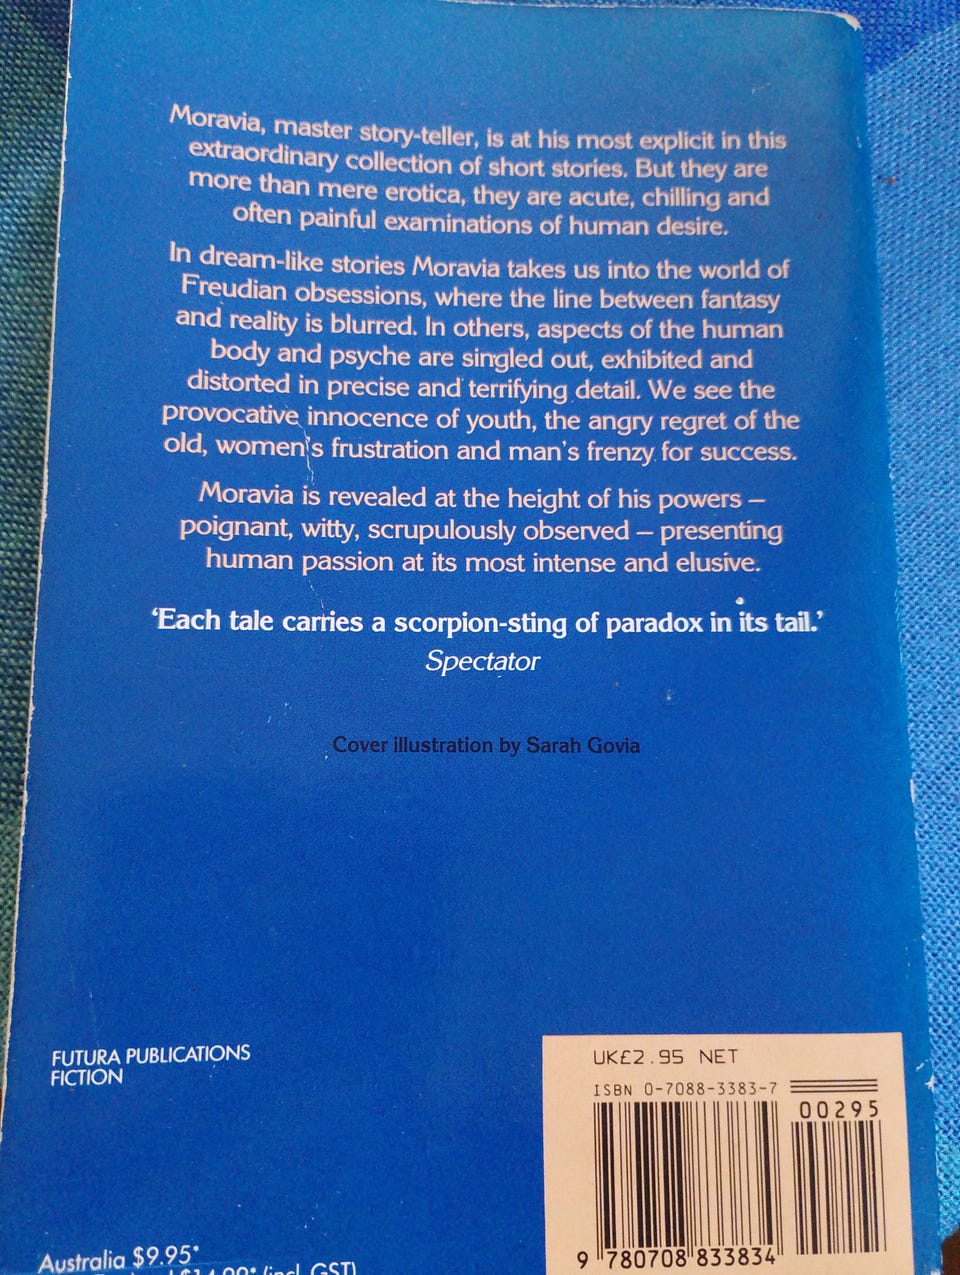 Moravia, master story-teller, is at his most explicit in this
extraordinary collection of short stories. But they are
more than mere erotica, they are acute, chilling and
often painful examinations of human desire.
In dream-like stories Moravia takes us into the world of
Freudian obsessions, where the line between fantasy
and reality is blurred. In others, aspects of the human
body and psyche are singled out, exhibited and
distorted in precise and terrifying detail. We see the
provocative innocence of youth, the angry regret of the
old, women's frustration and man's frenzy for success.
Moravia is revealed at the height of his powers –
poignant, witty, scrupulously observed – presenting
human passion at its most intense and elusive.
‘Each tale carries a scorpion-sting of paradox in its tail.’
Spectator
Cover illustration by Sarah Govia
FUTURA PUBLICATIONS
FICTION
Australia $9.95*
(incl. GST)
UK£2.95 NET
ISBN 0-7088-3383-7
00295
9 780708 833834